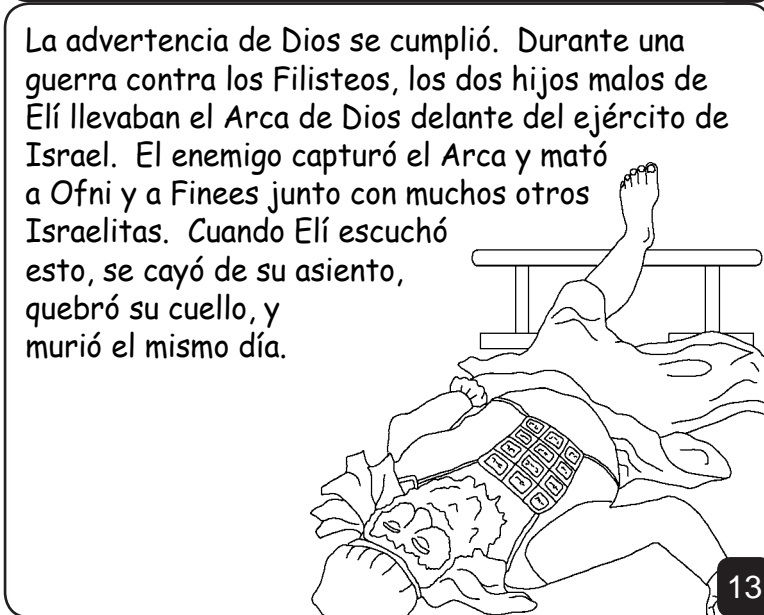 La advertencia de Dios se cumplió.  Durante una
guerra contra los Filisteos, los dos hijos malos de
Elí llevaban el Arca de Dios delante del ejército de
Israel.  El enemigo capturó el Arca y mató
a Ofni y a Finees junto con muchos otros
Israelitas.  Cuando Elí escuchó
esto, se cayó de su asiento,
quebró su cuello, y
murió el mismo día.
13